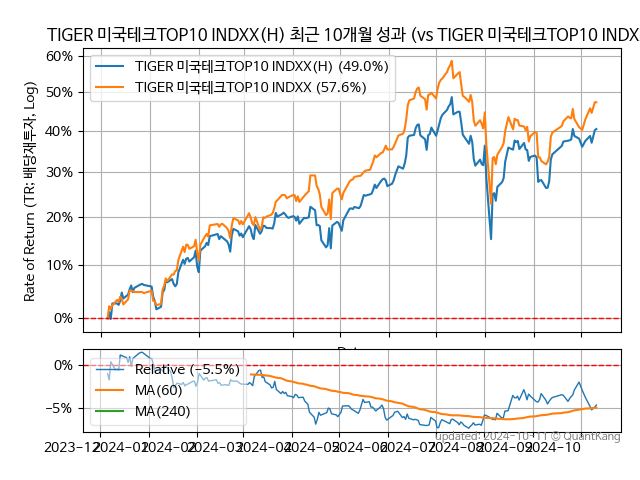 TIGER 미국테크TOP10 INDXX(H) 최근 10개월 성과 (vs TIGER 미국테크TOP10 INDX
60%
50%
40%
30%
20%
10%
0%
Rate of Return (TR: 배당재투자, Log)
TIGER 미국테크TOP10 INDXX(H) (49.0%)
TIGER 미국테크TOP10 INDXX (57.6%)
0%
−5%
Relative (−5.5%)
MA(60)
MA(240)
2023-12 2024-01 2024-02 2024-03 2024-04 2024-05 2024-06 2024-07 2024-08 2024-09 2024-10
updated: 2024-10-11 © QuantKang